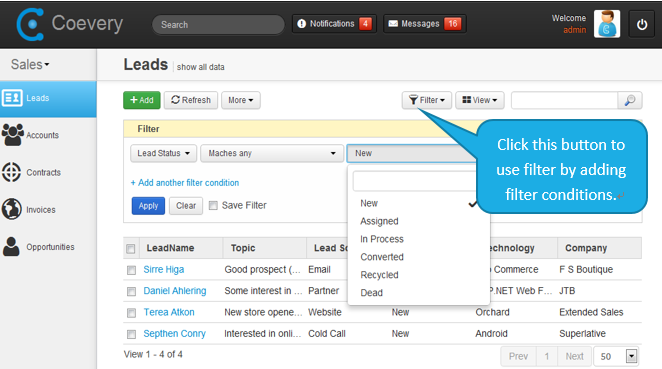 Coevery
Search
Notifications 4
Messages 16
Welcome
admin
Sales
Leads show all data
Leads
Accounts
Contracts
Invoices
Opportunities
Add Refresh More Filter View
Click this button to
use filter by adding
filter conditions.
Filter
Lead Status Maches any New
+ Add another filter condition
Apply Clear Save Filter
New
Assigned
In Process
Converted
Recycled
Dead
LeadName Topic Lead So echnology Company
Sirre Higa Good prospect (... Email Commerce F S Boutique
Daniel Ahlering Some interest in ... Partner P.NET Web F... JTB
Terea Atkon New store opene... Website New Orchard Extended Sales
Septhen Conry Interested in onli... Cold Call New Android Superlative
View 1 - 4 of 4
Prev 1 Next 50